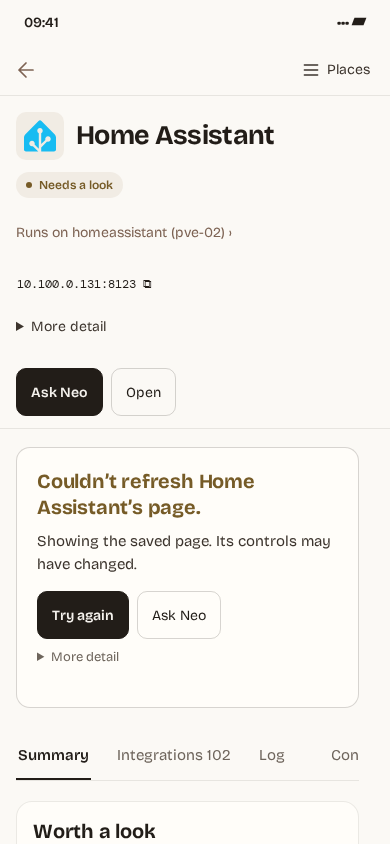 09:41
Places
Home Assistant
Needs a look
Runs on homeassistant (pve-02) ›
10.100.0.131:8123
More detail
Ask Neo
Open
Couldn’t refresh Home
Assistant’s page.
Showing the saved page. Its controls may
have changed.
Try again
Ask Neo
More detail
Summary
Integrations 102
Log
Con
Worth a look